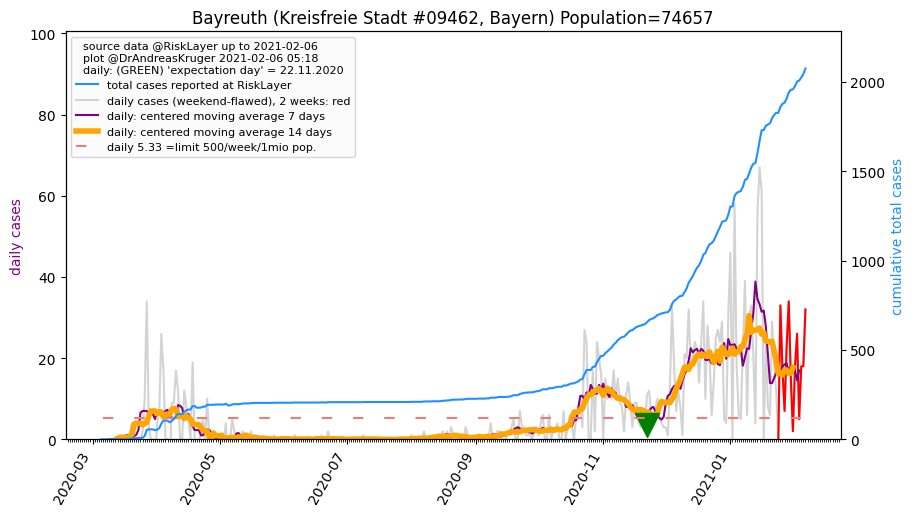 Bayreuth (Kreisfreie Stadt #09462, Bayern) Population=74657
source data @RiskLayer up to 2021-02-06
plot @DrAndreasKruger 2021-02-06 05:18
daily: (GREEN) 'expectation day' = 22.11.2020
total cases reported at RiskLayer
daily cases (weekend-flawed), 2 weeks: red
daily: centered moving average 7 days
daily: centered moving average 14 days
daily 5.33 =limit 500/week/1mio pop.
daily cases
100
80
60
40
20
0
cumulative total cases
2000
1500
1000
500
0
2020-03
2020-05
2020-07
2020-09
2020-11
2021-01